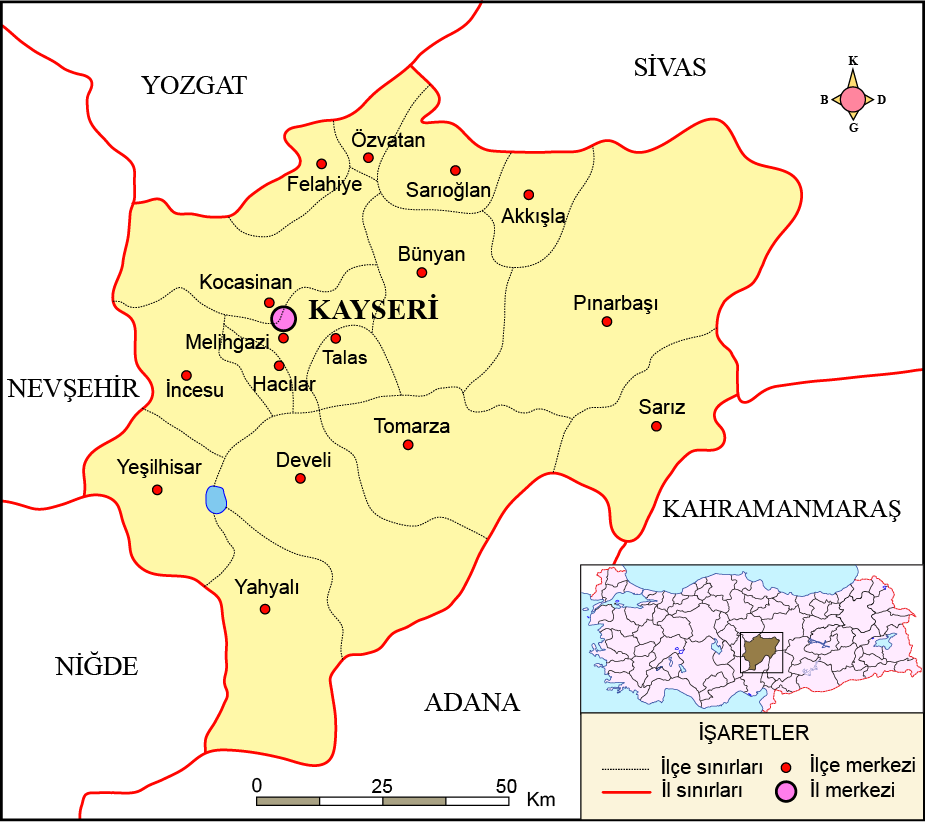 YOZGAT
SİVAS
K
B
D
G
Özvatan
Felahiye
Sarıoğlan
Akkışla
Bünyan
Kocasinan
KAYSERİ
Pınarbaşı
Melihgazi
Talas
NEVŞEHİR
İncesu
Hacılar
Sarız
Tomarza
Yeşilhisar
Develi
KAHRAMANMARAŞ
Yahyalı
NİĞDE
ADANA
İŞARETLER
İlçe sınırları
İlçe merkezi
İl sınırları
İl merkezi
0 25 50
Km